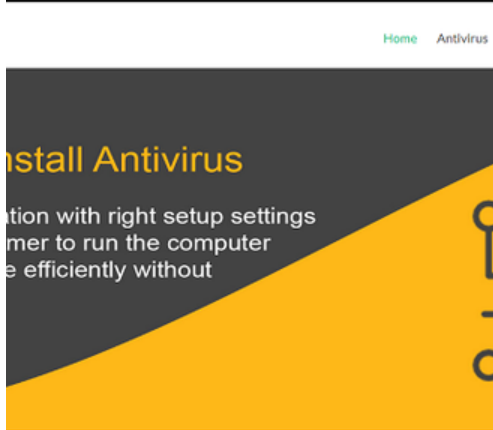 Home Antivirus
nstall Antivirus
ation with right setup settings
mer to run the computer
e efficiently without